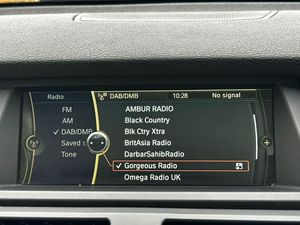 Radio
DAB/DMB 10:28 No signal
FM
AM
DAB/DMB
Saved s
Tone
AMBUR RADIO
Black Country
Blk Ctry Xtra
BritAsia Radio
DarbarSahibRadio
Gorgeous Radio
Omega Radio UK